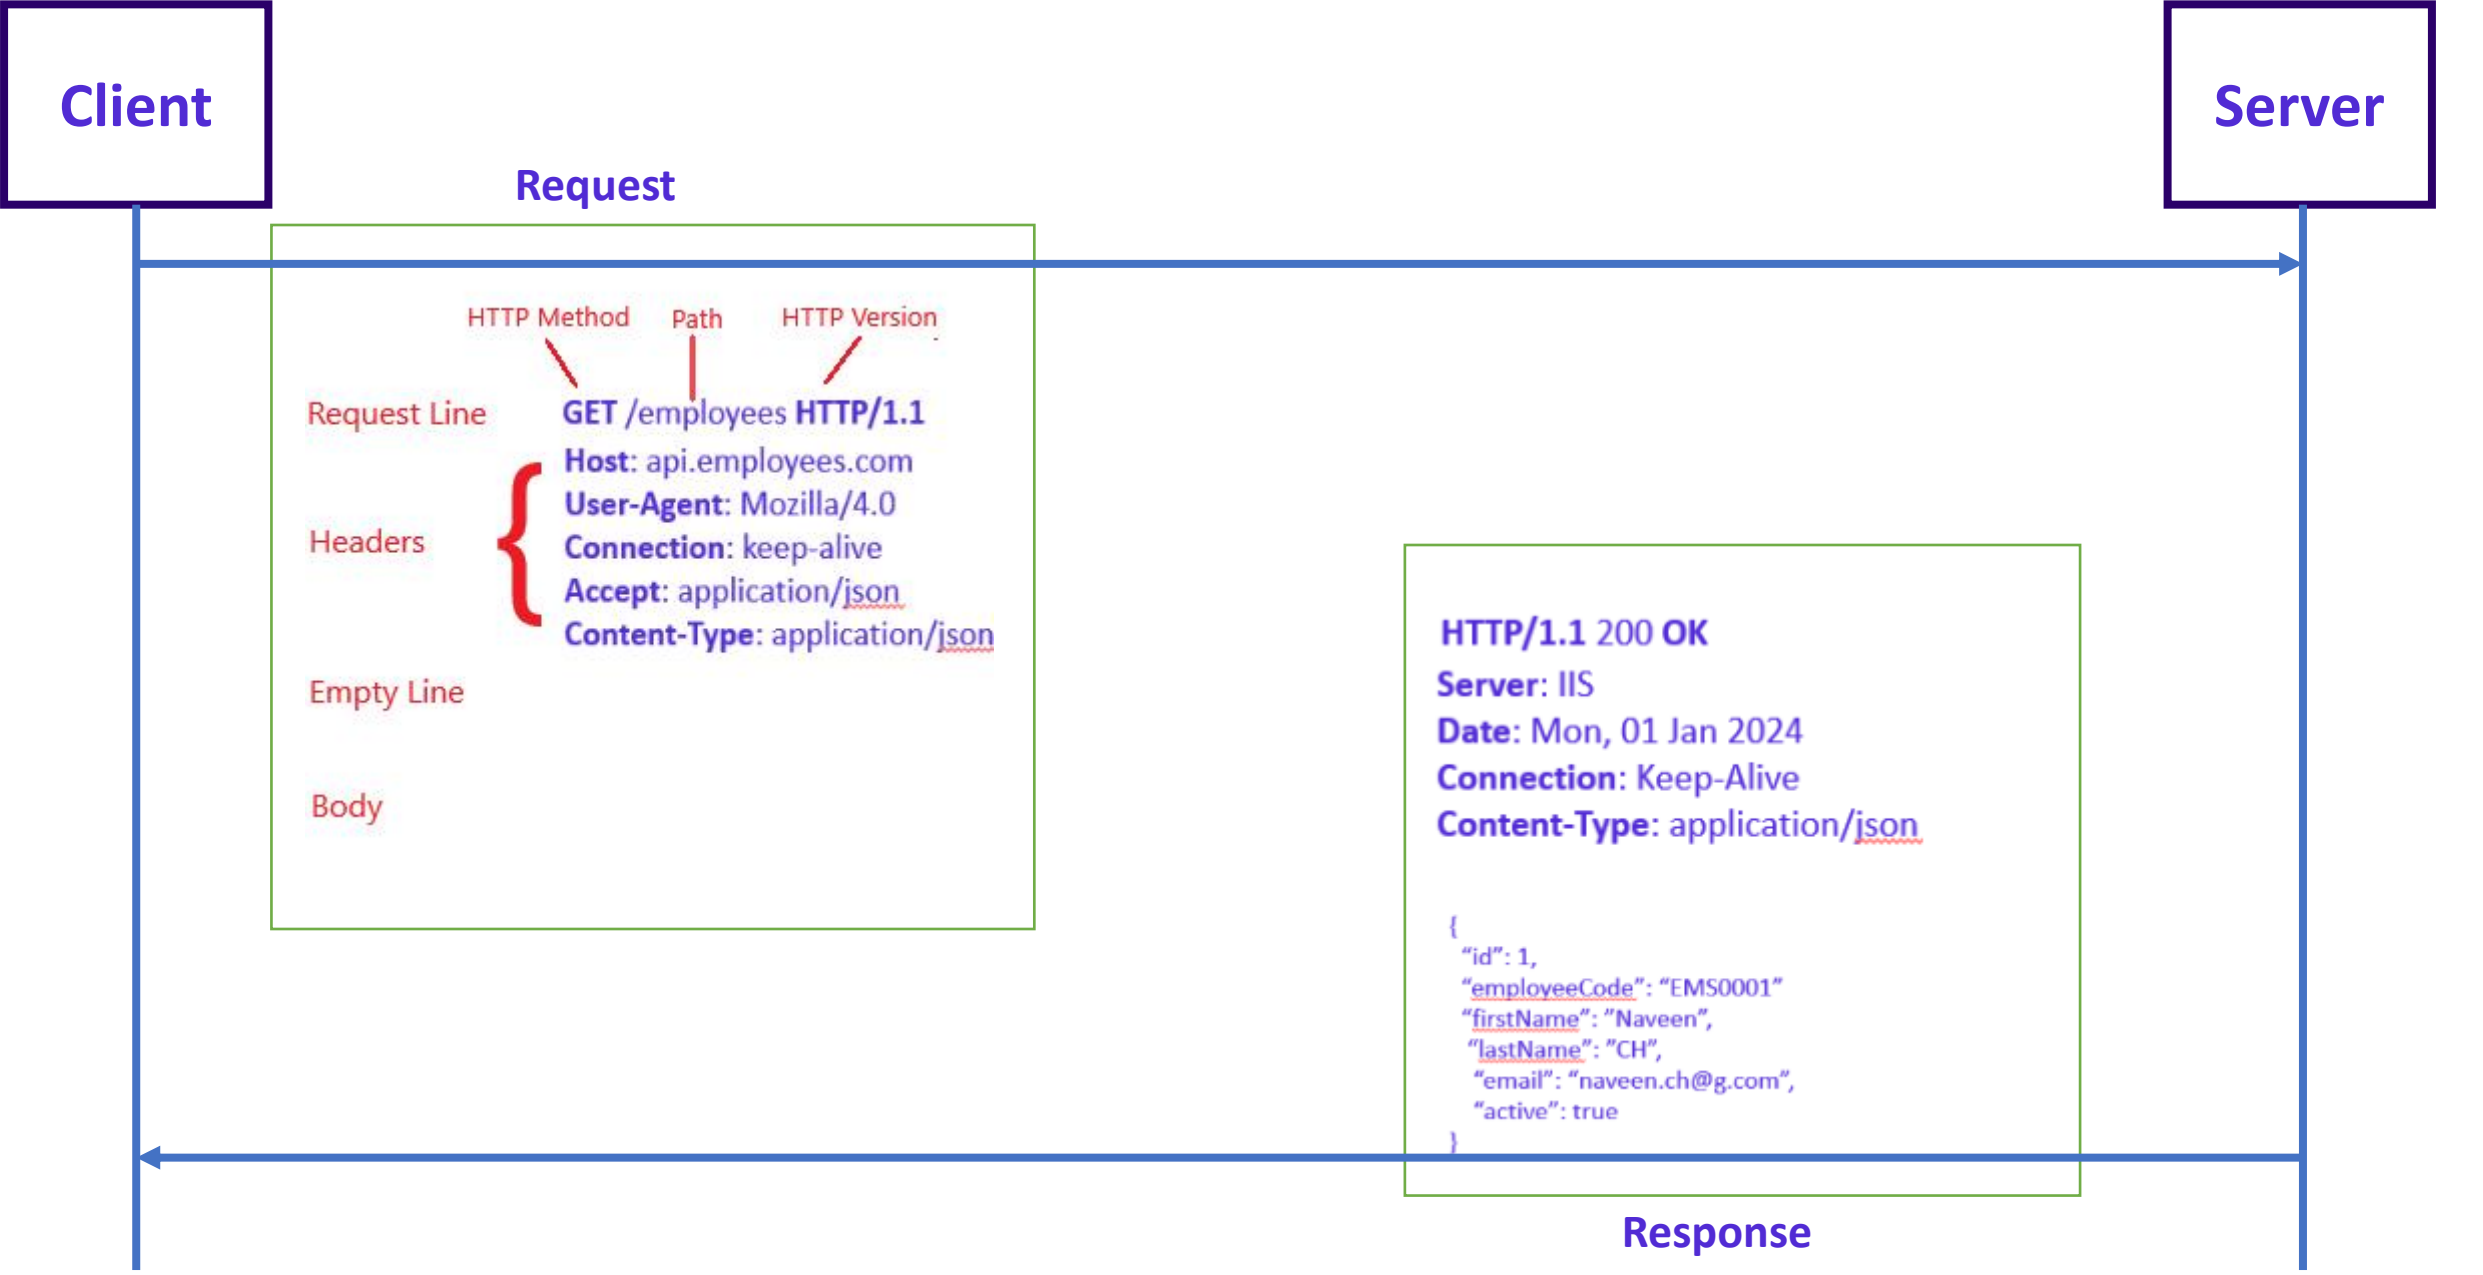 Client
Server
Request
HTTP Method Path HTTP Version
Request Line GET /employees HTTP/1.1
Host: api.employees.com
User-Agent: Mozilla/4.0
Headers
Connection: keep-alive
Accept: application/json
Content-Type: application/json
Empty Line
Body
HTTP/1.1 200 OK
Server: IIS
Date: Mon, 01 Jan 2024
Connection: Keep-Alive
Content-Type: application/json
{
“id”: 1,
“employeeCode”: “EMS0001”
“firstName”: ”Naveen”,
“lastName”: ”CH”,
“email”: “naveen.ch@g.com”,
“active”: true
}
Response